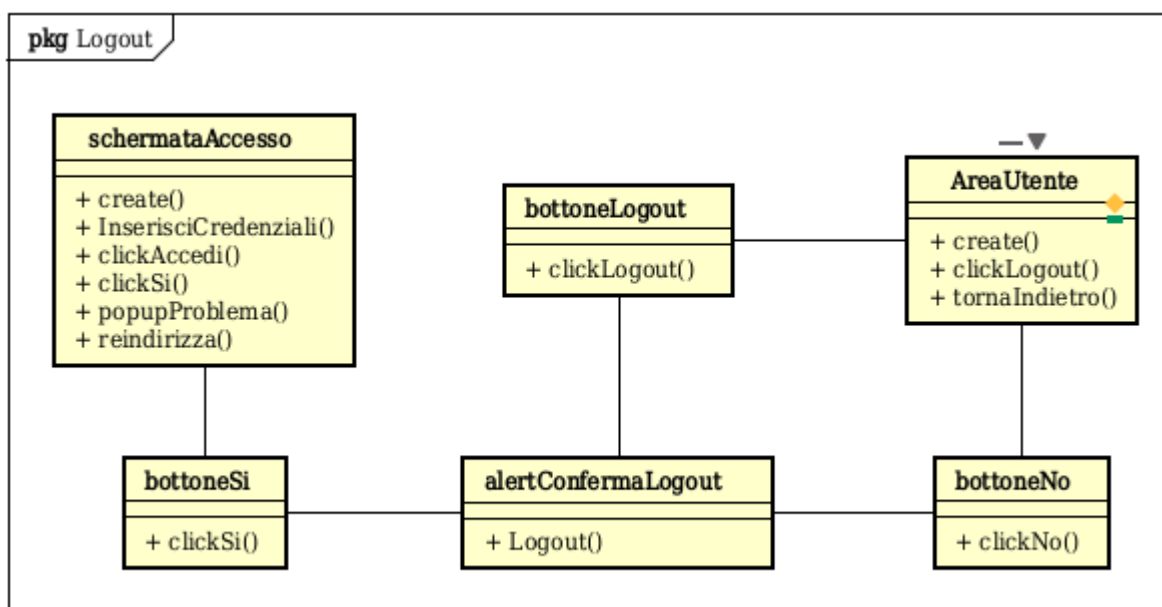 pkg Logout
schermataAccesso
+ create()
+ InserisciCredenziali()
+ clickAccedi()
+ clickSi()
+ popupProblema()
+ reindirizza()
bottoneLogout
+ clickLogout()
AreaUtente
+ create()
+ clickLogout()
+ tornaIndietro()
bottoneSi
+ clickSi()
alertConfermaLogout
+ Logout()
bottoneNo
+ clickNo()